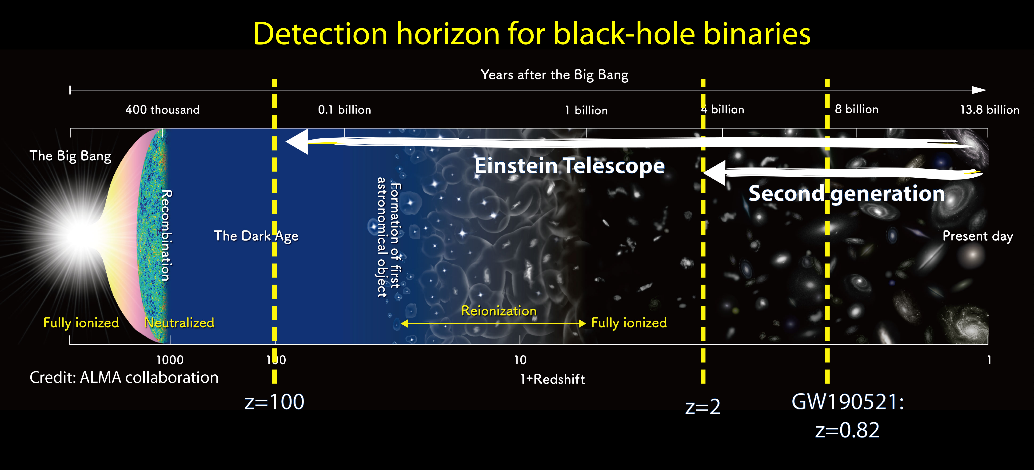 Detection horizon for black-hole binaries
Years after the Big Bang
400 thousand
0.1 billion
1 billion
4 billion
8 billion
13.8 billion
The Big Bang
Einstein Telescope
Second generation
Recombination
The Dark Age
Formation of first
astronomical object
Present day
Reionization
Fully ionized
Neutralized
Fully ionized
1000
100
10
1
Credit: ALMA collaboration
1+Redshift
z=100
z=2
GW190521:
z=0.82